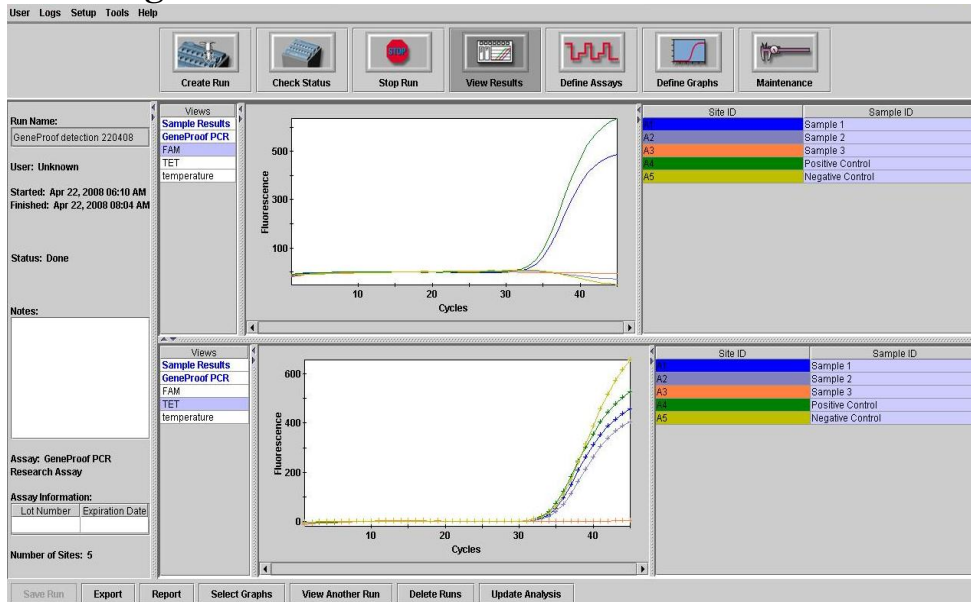 User Logs Setup Tools Help
Create Run Check Status Stop Run View Results Define Assays Define Graphs Maintenance
STOP
Run Name:
GeneProof detection 220408
User: Unknown
Started: Apr 22, 2008 06:10 AM
Finished: Apr 22, 2008 08:04 AM
Status: Done
Notes:
Assay: GeneProof PCR
Research Assay
Assay Information:
Lot Number Expiration Date
Number of Sites: 5
Views
Sample Results
GeneProof PCR
FAM
TET
temperature
Fluorescence
500
300
100
10 20 30 40
Cycles
Site ID Sample ID
A1 Sample 1
A2 Sample 2
A3 Sample 3
A4 Positive Control
A5 Negative Control
Views
Sample Results
GeneProof PCR
FAM
TET
temperature
Fluorescence
600
400
200
0
10 20 30 40
Cycles
Site ID Sample ID
A1 Sample 1
A2 Sample 2
A3 Sample 3
A4 Positive Control
A5 Negative Control
Save Run Export Report Select Graphs View Another Run Delete Runs Update Analysis